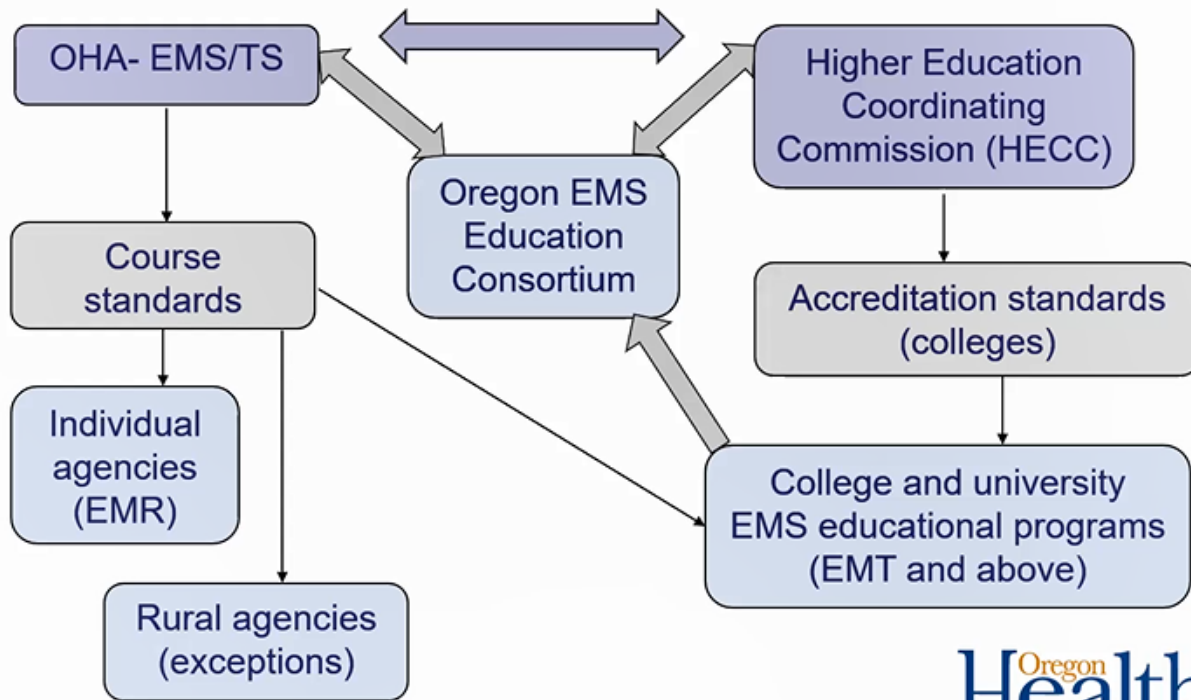 OHA- EMS/TS
Higher Education
Coordinating
Commission (HECC)
Oregon EMS
Education
Consortium
Course
standards
Accreditation standards
(colleges)
Individual
agencies
(EMR)
College and university
EMS educational programs
(EMT and above)
Rural agencies
(exceptions)
Oregon
Health